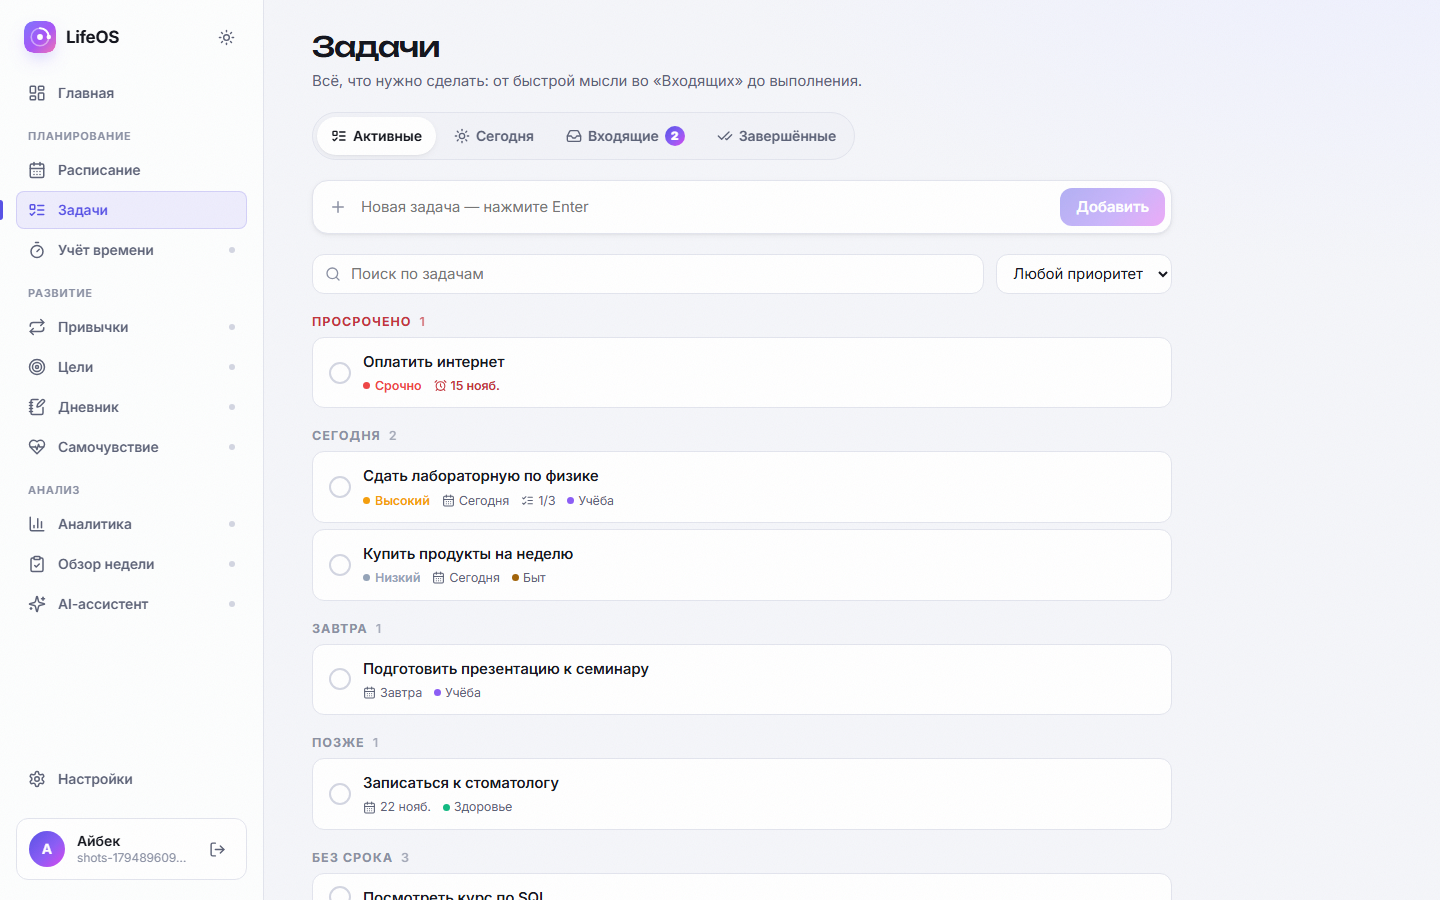 LifeOS
Главная
ПЛАНИРОВАНИЕ
Расписание
Задачи
Учёт времени
РАЗВИТИЕ
Привычки
Цели
Дневник
Самочувствие
АНАЛИЗ
Аналитика
Обзор недели
AI-ассистент
Настройки
А
Айбек
shots-179489609...
Задачи
Всё, что нужно сделать: от быстрой мысли во «Входящих» до выполнения.
Активные Сегодня Входящие 2 Завершённые
Новая задача — нажмите Enter Добавить
Поиск по задачам Любой приоритет
ПРОСРОЧЕНО 1
Оплатить интернет
Срочно 15 нояб.
СЕГОДНЯ 2
Сдать лабораторную по физике
Высокий Сегодня 1/3 Учёба
Купить продукты на неделю
Низкий Сегодня Быт
ЗАВТРА 1
Подготовить презентацию к семинару
Завтра Учёба
ПОЗЖЕ 1
Записаться к стоматологу
22 нояб. Здоровье
БЕЗ СРОКА 3
Посмотреть курс по SQL